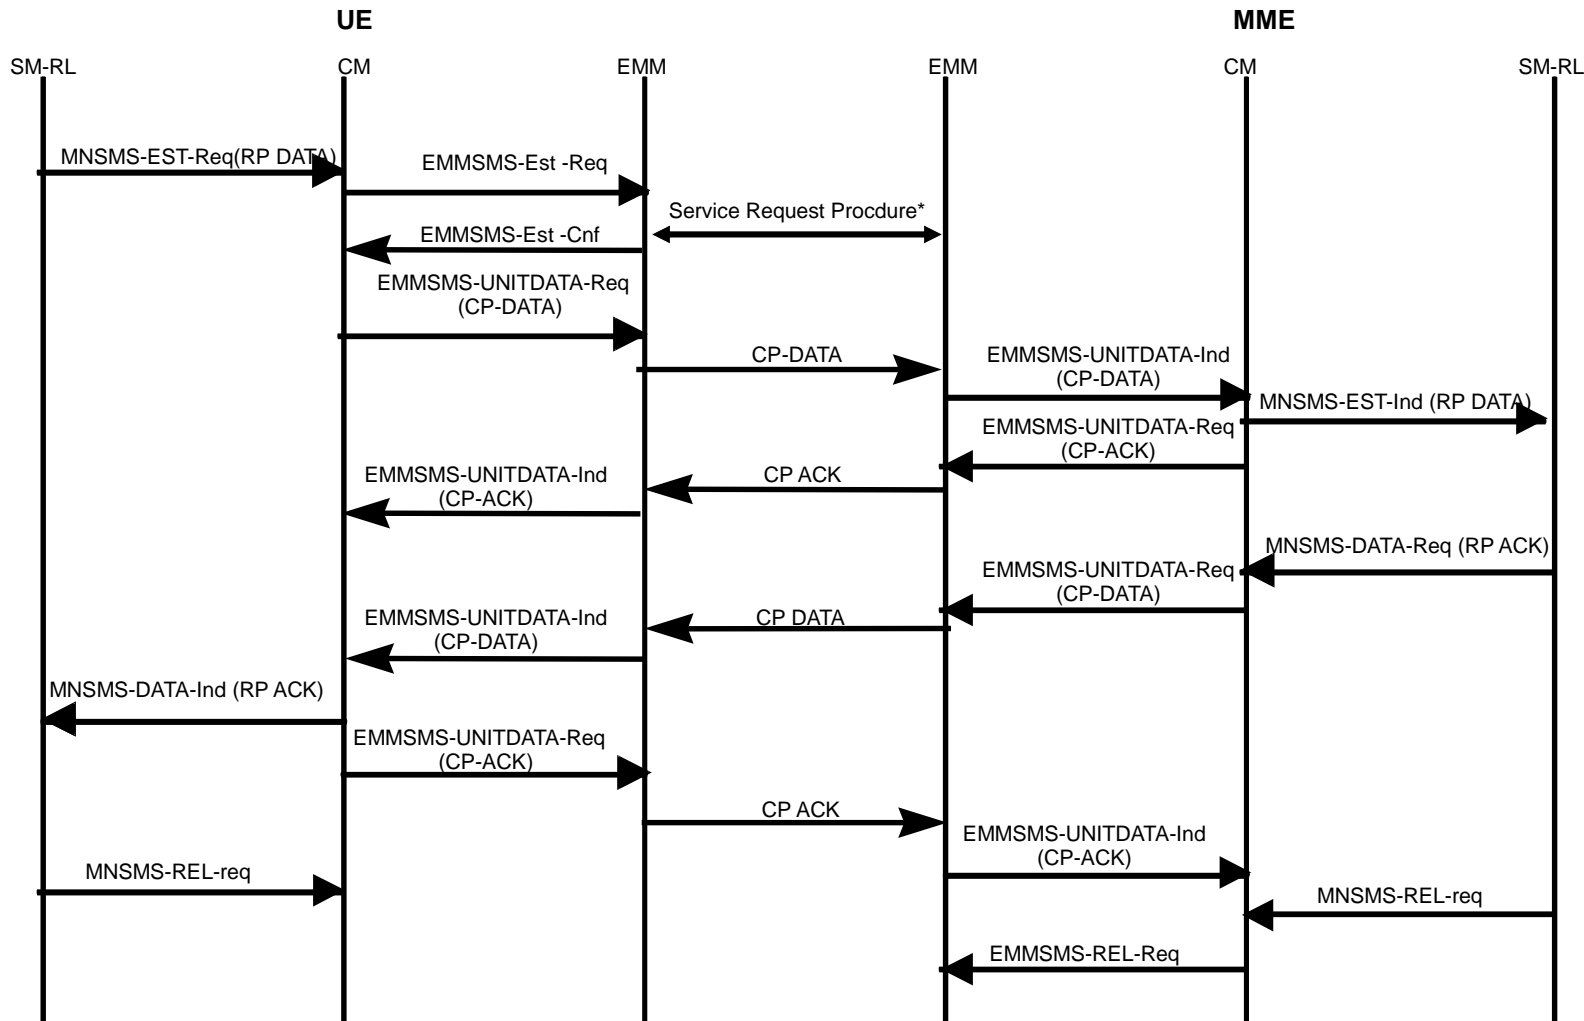 UE
MME
SM-RL
CM
EMM
EMM
CM
SM-RL
MNSMS-EST-Req(RP DATA)
EMMSMS-Est -Req
Service Request Procdure*
EMMSMS-Est -Cnf
EMMSMS-UNITDATA-Req
(CP-DATA)
CP-DATA
EMMSMS-UNITDATA-Ind
(CP-DATA)
MNSMS-EST-Ind (RP DATA)
EMMSMS-UNITDATA-Req
(CP-ACK)
CP ACK
EMMSMS-UNITDATA-Ind
(CP-ACK)
MNSMS-DATA-Req (RP ACK)
EMMSMS-UNITDATA-Req
(CP-DATA)
CP DATA
EMMSMS-UNITDATA-Ind
(CP-DATA)
MNSMS-DATA-Ind (RP ACK)
EMMSMS-UNITDATA-Req
(CP-ACK)
CP ACK
EMMSMS-UNITDATA-Ind
(CP-ACK)
MNSMS-REL-req
MNSMS-REL-req
EMMSMS-REL-Req